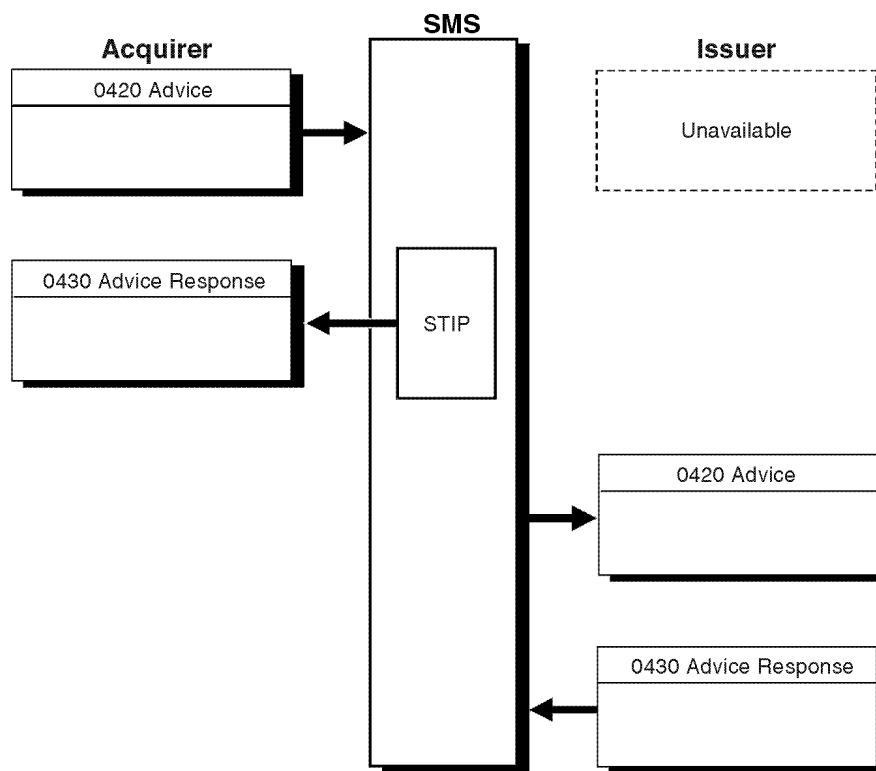 SMS
Acquirer
Issuer
0420 Advice
Unavailable
0430 Advice Response
STIP
0420 Advice
0430 Advice Response